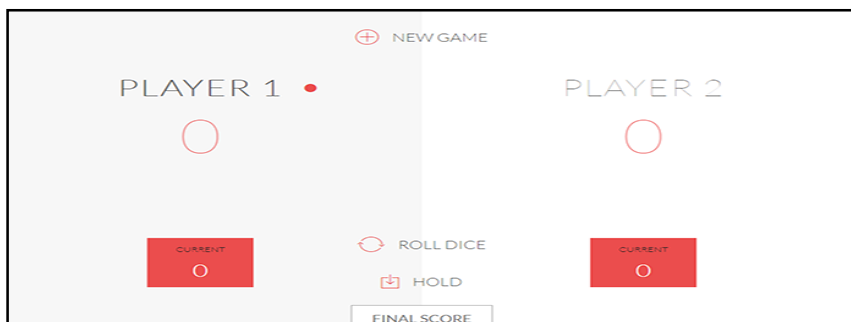 NEW GAME
PLAYER 1
PLAYER 2
0
0
CURRENT
0
ROLL DICE
HOLD
CURRENT
0
FINAL SCORE